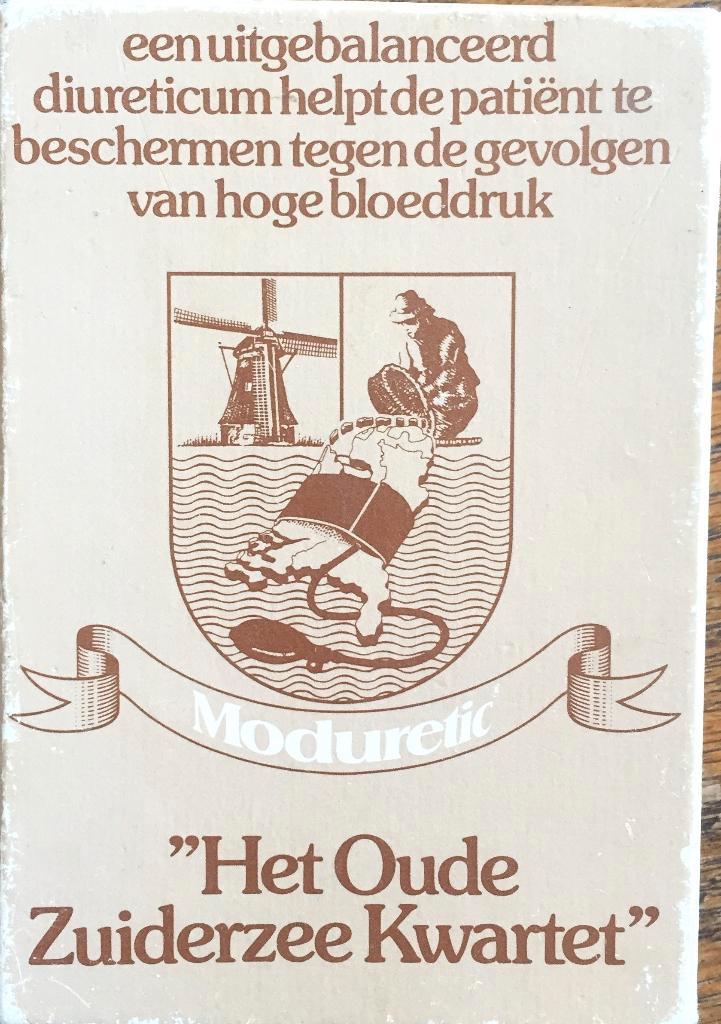 een uitgebalanceerd
diureticum helpt de patiënt te
beschermen tegen de gevolgen
van hoge bloeddruk
Moduretic
"Het Oude
Zuiderzee Kwartet"